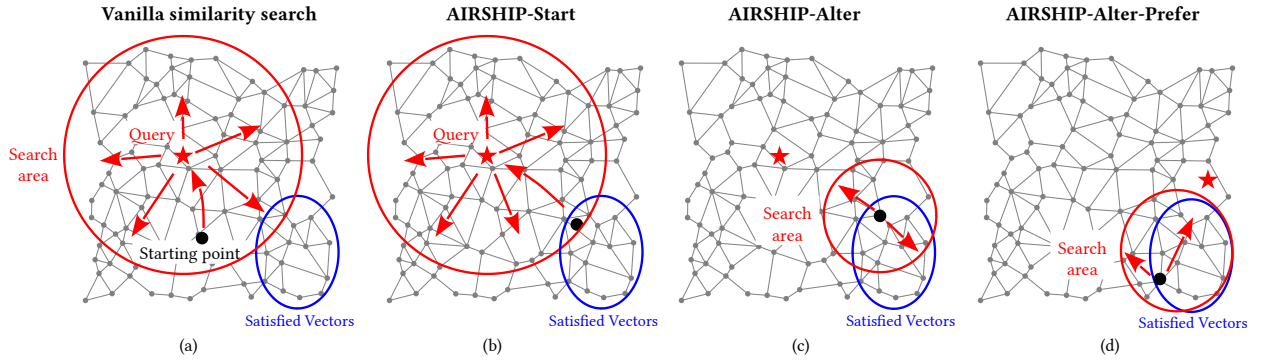 Vanilla similarity search
AIRSHIP-Start
AIRSHIP-Alter
AIRSHIP-Alter-Prefer
Query
Search
area
Starting point
Satisfied Vectors
Query
Satisfied Vectors
Search
area
Satisfied Vectors
Search
area
Satisfied Vectors
(a)
(b)
(c)
(d)